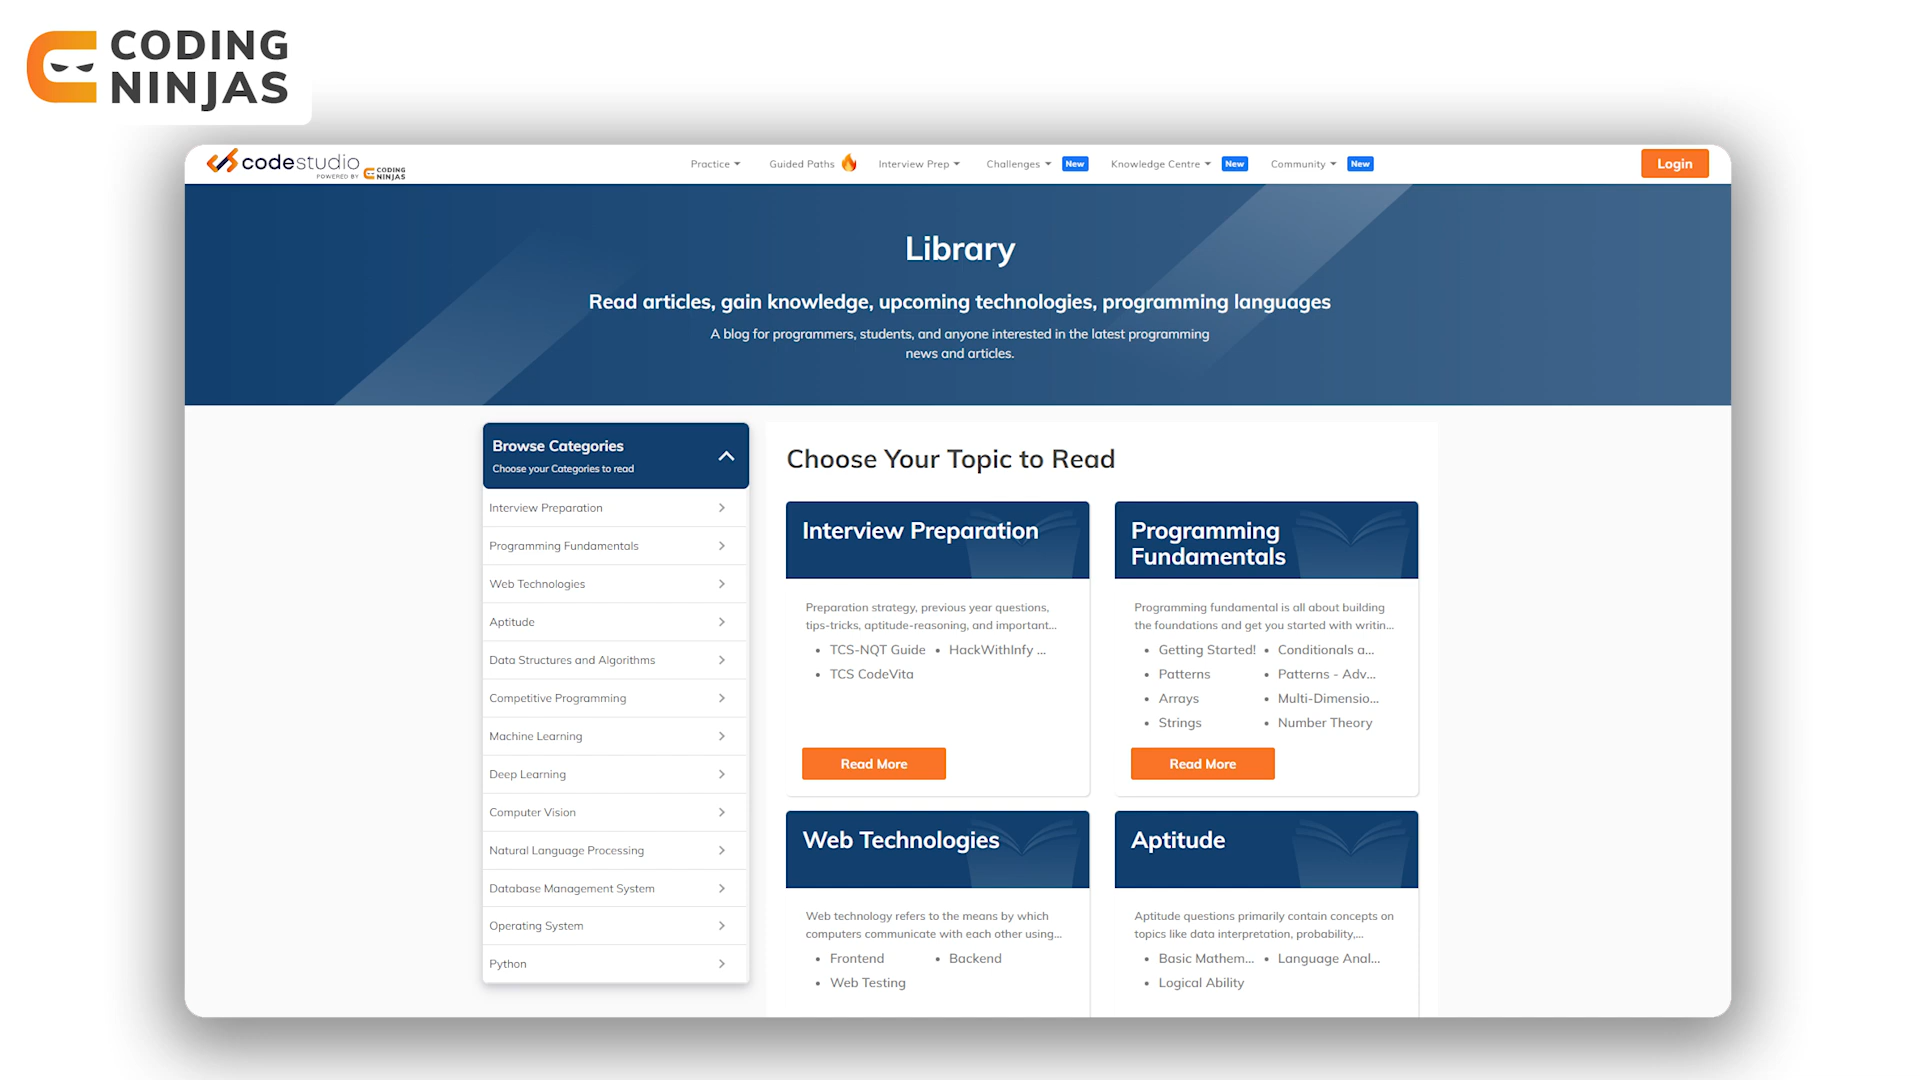 CODING
NINJAS
codestudio
POWERED BY CODING NINJAS
Practice
Guided Paths
Interview Prep
Challenges New
Knowledge Centre New
Community New
Login
Library
Read articles, gain knowledge, upcoming technologies, programming languages
A blog for programmers, students, and anyone interested in the latest programming
news and articles.
Browse Categories
Choose your Categories to read
Interview Preparation
Programming Fundamentals
Web Technologies
Aptitude
Data Structures and Algorithms
Competitive Programming
Machine Learning
Deep Learning
Computer Vision
Natural Language Processing
Database Management System
Operating System
Python
Choose Your Topic to Read
Interview Preparation
Preparation strategy, previous year questions,
tips-tricks, aptitude-reasoning, and important...
• TCS-NQT Guide • HackWithInfy ...
• TCS CodeVita
Read More
Programming
Fundamentals
Programming fundamental is all about building
the foundations and get you started with writin...
• Getting Started! • Conditionals a...
• Patterns • Patterns - Adv...
• Arrays • Multi-Dimensio...
• Strings • Number Theory
Read More
Web Technologies
Web technology refers to the means by which
computers communicate with each other using...
• Frontend • Backend
• Web Testing
Aptitude
Aptitude questions primarily contain concepts on
topics like data interpretation, probability,...
• Basic Mathem... • Language Anal...
• Logical Ability